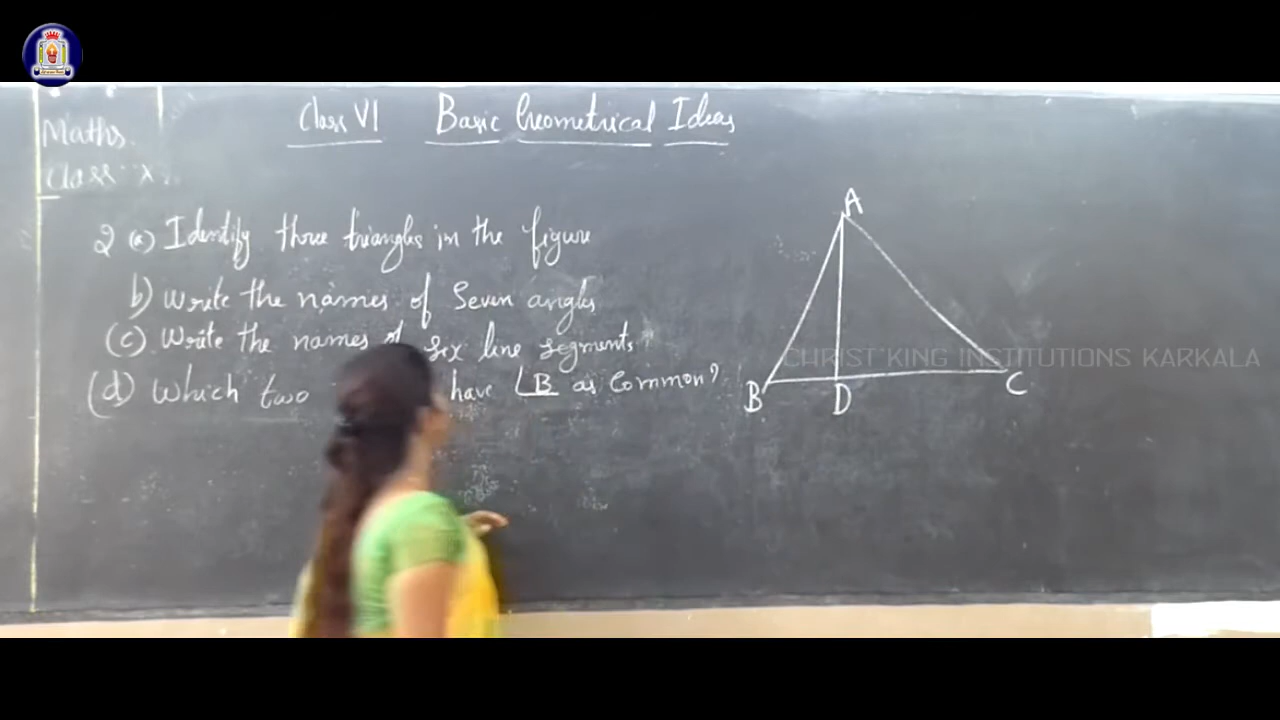 Maths.
Class X
Class VI Basic Geometrical Ideas
2 (a) Identify three triangles in the figure
b) Write the names of Seven angles
(c) Write the names of six line segments?
(d) Which two have ∠B as Common?
A
B
D
C
CHRIST KING INSTITUTIONS KARKALA